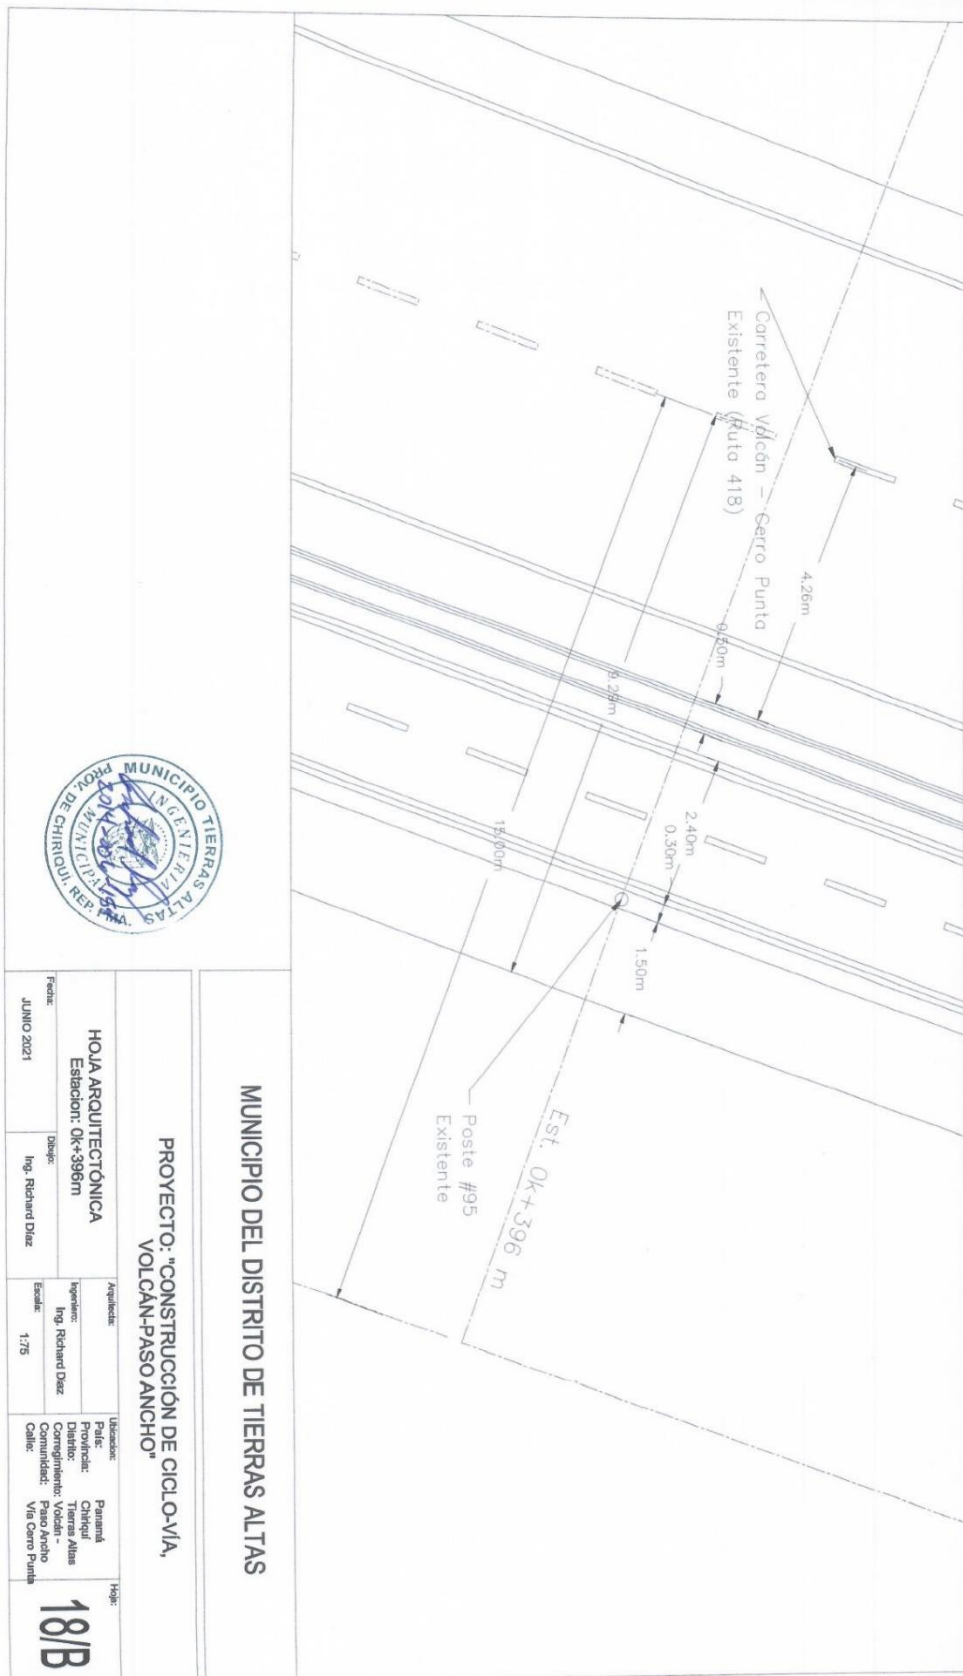 Carretera Volcán - Cerro Punta
Existente (Ruta 418)
4.26m
0.50m
9.29m
15.00m
2.40m
0.30m
1.50m
Poste #95
Existente
Est. 0k+396 m
MUNICIPIO TIERRAS ALTAS
INGENIERIA
MUNICIPAL
PROV. DE CHIRIQUI, REP. PMA.
MUNICIPIO DEL DISTRITO DE TIERRAS ALTAS
PROYECTO: "CONSTRUCCIÓN DE CICLO-VÍA,
VOLCÁN-PASO ANCHO"
HOJA ARQUITECTÓNICA
Estacion: 0k+396m
Fecha:
JUNIO 2021
Dibujo:
Ing. Richard Díaz
Arquitecto:
Ingeniero:
Ing. Richard Díaz
Escala:
1:75
Ubicacion:
País: Panamá
Provincia: Chiriquí
Distrito: Tierras Altas
Corregimiento: Volcán -
Comunidad: Paso Ancho
Calle: Vía Cerro Punta
Hoja:
18/B